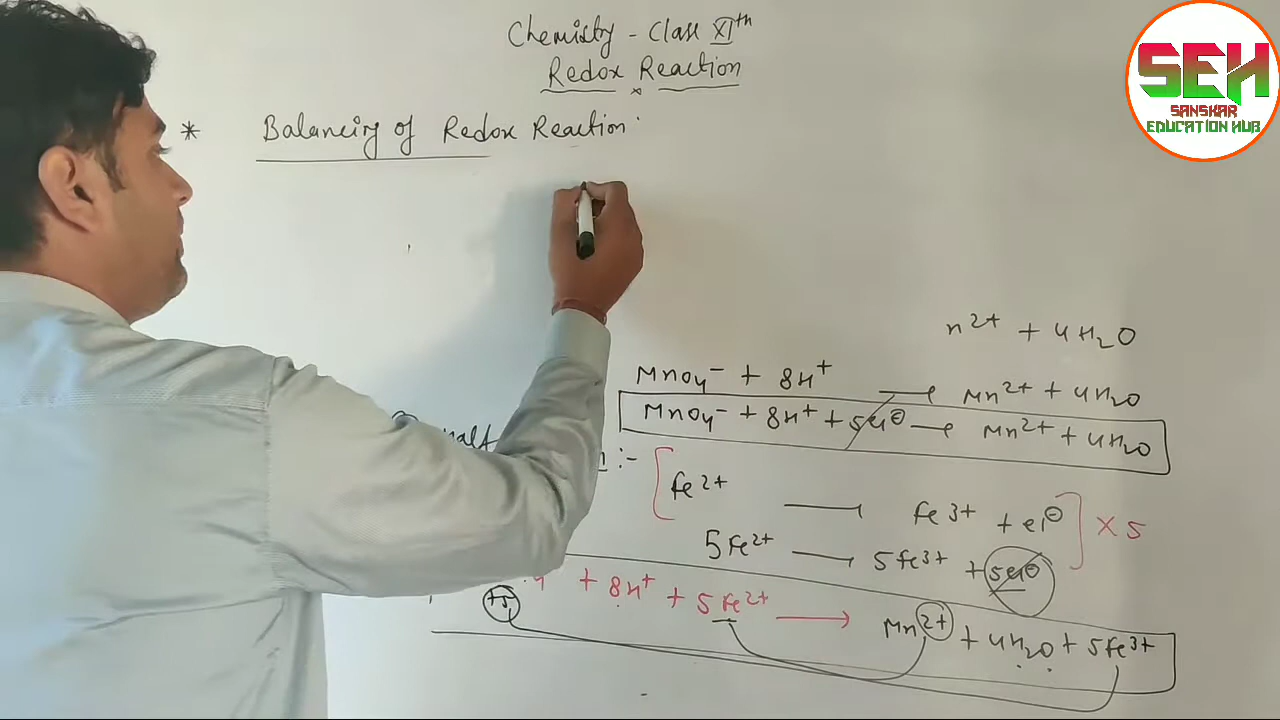 Chemistry - Class XIth
Redox Reaction
SEH
SANSKAR
EDUCATION HUB
* Balancing of Redox Reaction
n2+ + 4H2O
MnO4- + 8H+ → Mn2+ + 4H2O
MnO4- + 8H+ + 5e⊖ → Mn2+ + 4H2O
half
:-
[Fe2+ → Fe3+ + e⊖] × 5
5Fe2+ → 5Fe3+ + 5e⊖
+ 8H+ + 5Fe2+ → Mn2+ + 4H2O + 5Fe3+